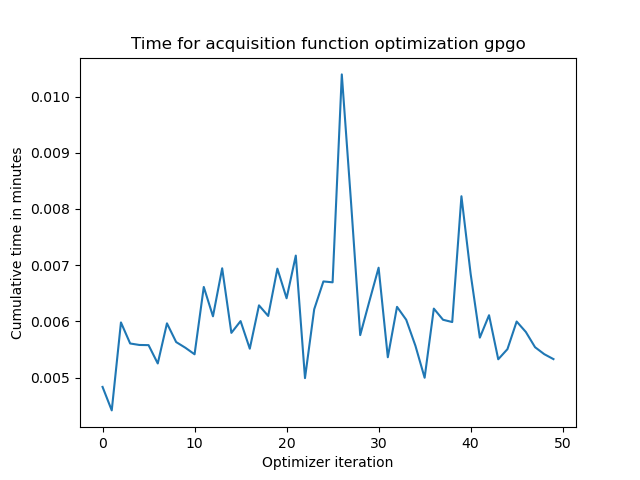 Time for acquisition function optimization gpgo
Cumulative time in minutes
0.010
0.009
0.008
0.007
0.006
0.005
0 10 20 30 40 50
Optimizer iteration